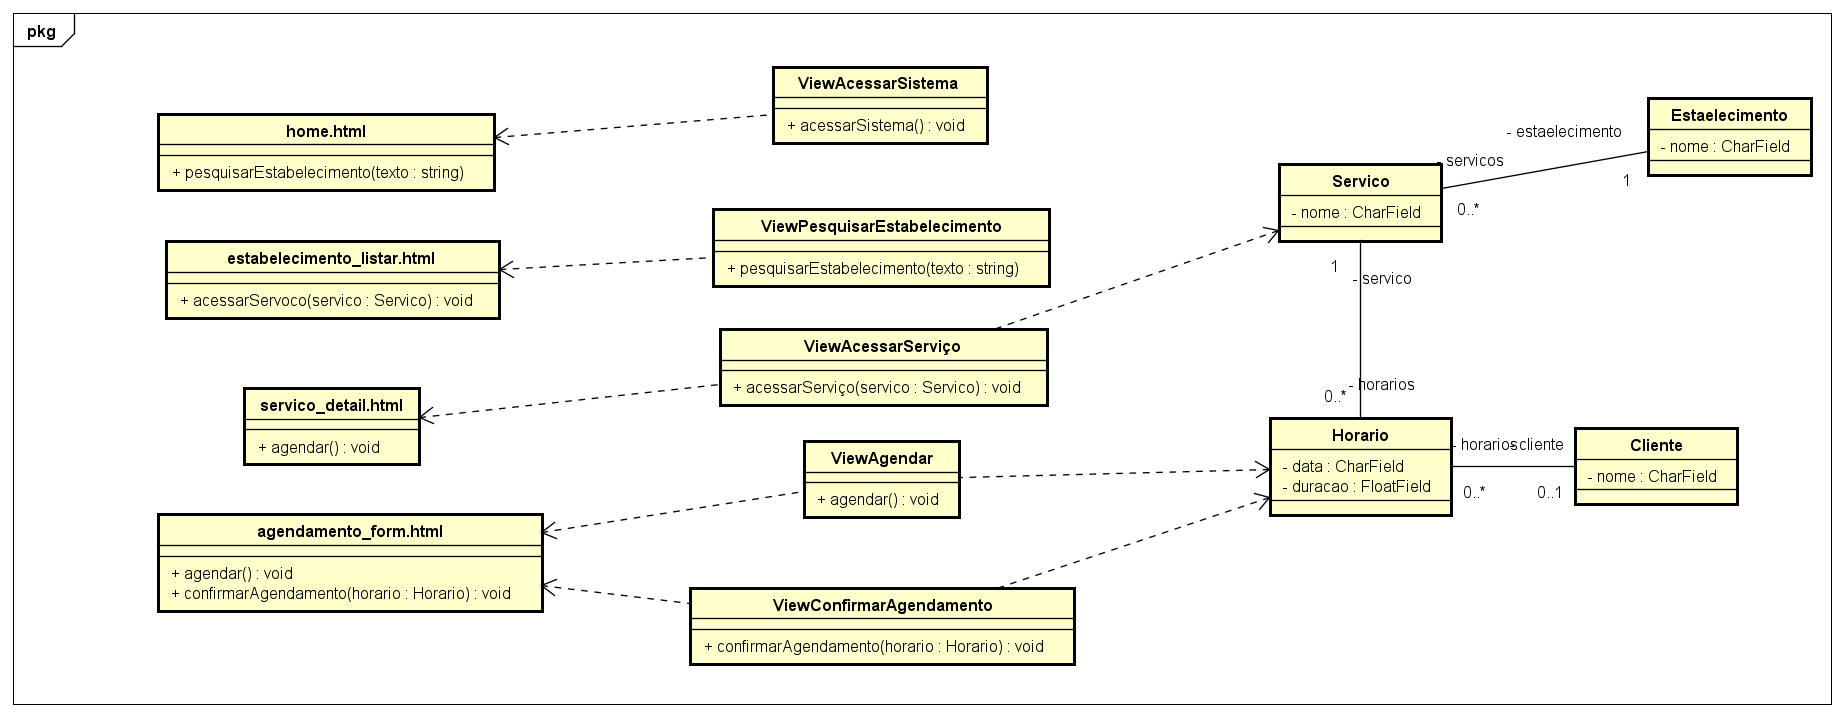 pkg
ViewAcessarSistema
+ acessarSistema() : void
home.html
+ pesquisarEstabelecimento(texto : string)
ViewPesquisarEstabelecimento
+ pesquisarEstabelecimento(texto : string)
estabelecimento_listar.html
+ acessarServoco(servico : Servico) : void
ViewAcessarServiço
+ acessarServiço(servico : Servico) : void
servico_detail.html
+ agendar() : void
ViewAgendar
+ agendar() : void
agendamento_form.html
+ agendar() : void
+ confirmarAgendamento(horario : Horario) : void
ViewConfirmarAgendamento
+ confirmarAgendamento(horario : Horario) : void
Estaelecimento
- nome : CharField
- estaelecimento
1
- servicos
0..*
Servico
- nome : CharField
1
- servico
- horarios
0..*
Horario
- data : CharField
- duracao : FloatField
- horarios
0..*
- cliente
0..1
Cliente
- nome : CharField